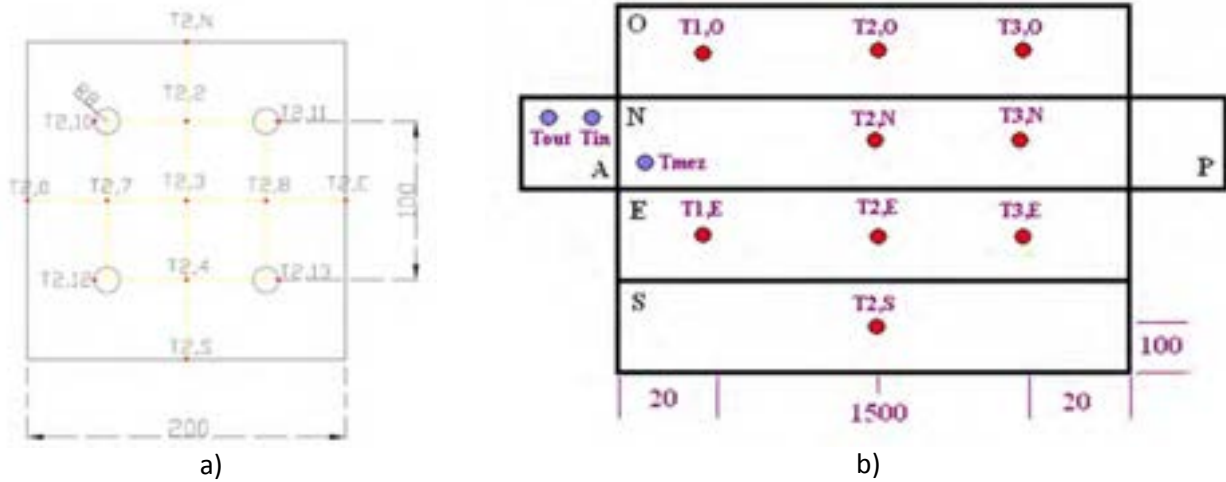 T2,N
T2,2
T2,10 T2,11
T2,O T2,7 T2,3 T2,8 T2,E
100
T2,12 T2,4 T2,13
T2,S
200
a)
O T1,O T2,O T3,O
N T2,N T3,N
Tout Tin
Tmez
A P
E T1,E T2,E T3,E
S T2,S
100
20 1500 20
b)